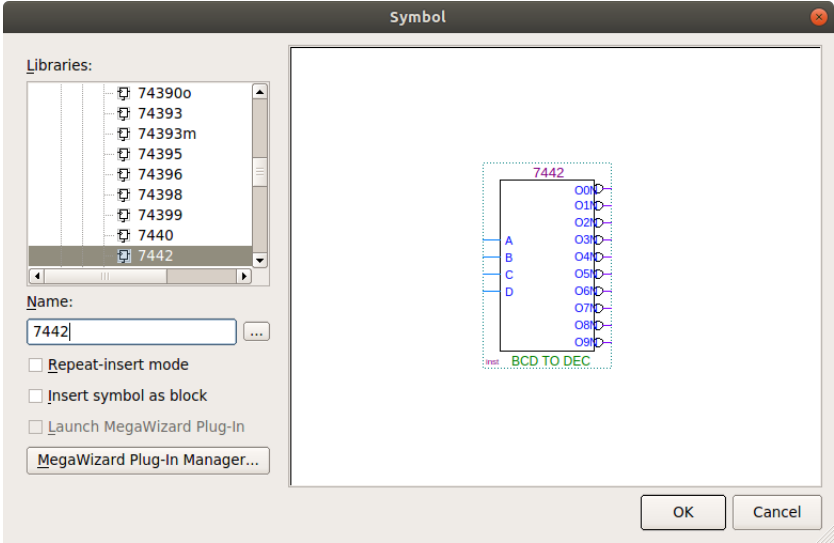 Symbol
Libraries:
74390o
74393
74393m
74395
74396
74398
74399
7440
7442
Name:
7442
...
Repeat-insert mode
Insert symbol as block
Launch MegaWizard Plug-In
MegaWizard Plug-In Manager...
7442
O0N
O1N
O2N
A O3N
B O4N
C O5N
D O6N
O7N
O8N
O9N
inst BCD TO DEC
OK Cancel